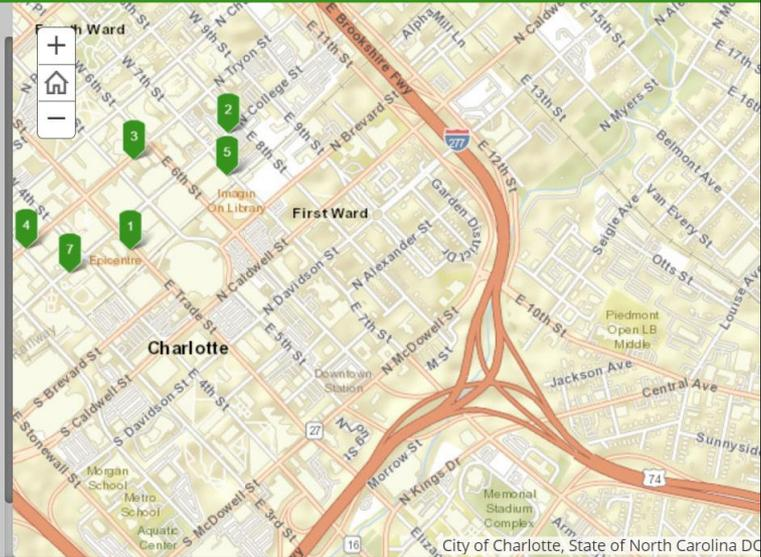 Fourth Ward
W 9th St
N Tryon St
N College St
E 11th St
E Brookshire Fwy
AlphaMill Ln
N Caldw
E 15th St
E 17th St
E 16th
W 6th St
W 7th St
+
−
2
E 8th St
E 9th St
N Brevard St
E 13th St
N Myers St
Belmont Ave
277
E 12th St
3
5
E 6th St
Imagin
On Library
First Ward
Garden District Dr
Van Every St
Seigle Ave
4th St
4
7
1
Epicentre
N Caldwell St
N Davidson St
N Alexander St
Otts St
Louise Ave
E Trade St
E 5th St
E 7th St
N McDowell St
M St
E 10th St
Piedmont
Open LB
Middle
Charlotte
Downtown
Station
Jackson Ave
Central Ave
S Brevard St
S Caldwell St
S Davidson St
E 4th St
E Stonewall St
27
Morrow St
Sunnyside
74
Morgan
School
Metro
School
Aquatic
Center
S McDowell St
E 3rd St
N Kings Dr
Memorial
Stadium
Complex
16
City of Charlotte, State of North Carolina DO